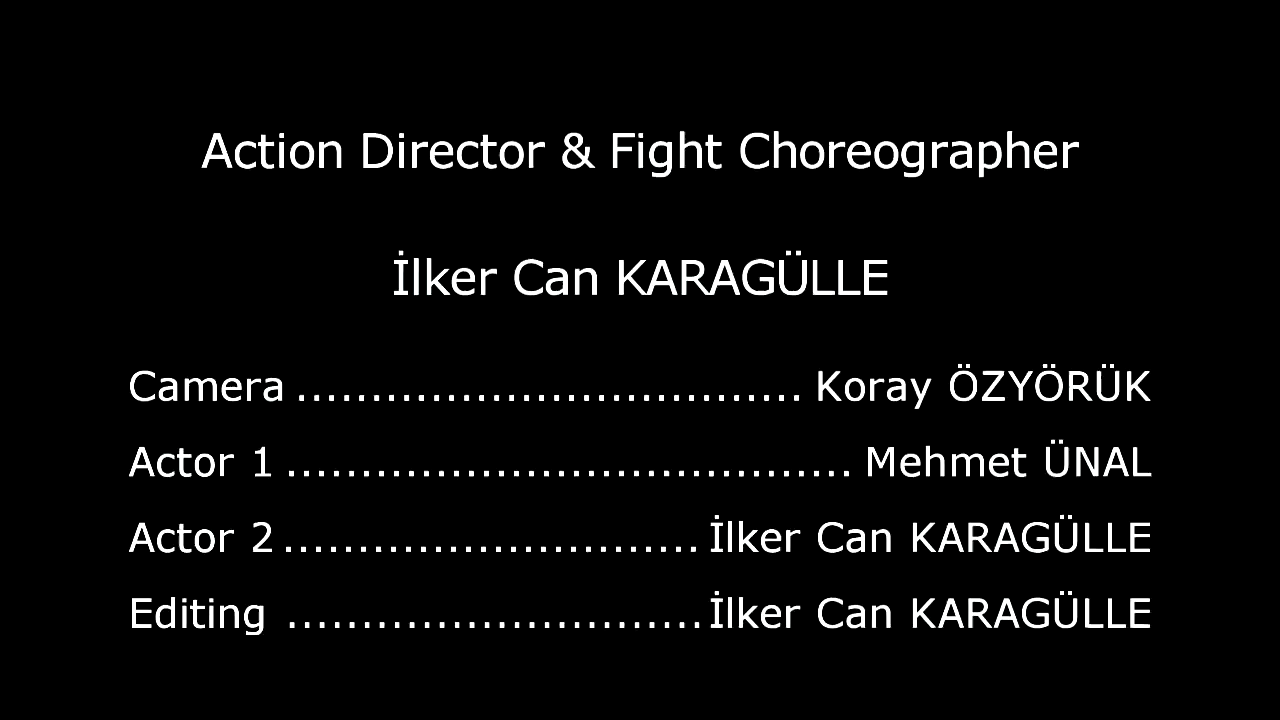 Action Director & Fight Choreographer
İlker Can KARAGÜLLE
Camera .................................. Koray ÖZYÖRÜK
Actor 1 ...................................... Mehmet ÜNAL
Actor 2 ............................ İlker Can KARAGÜLLE
Editing ............................ İlker Can KARAGÜLLE